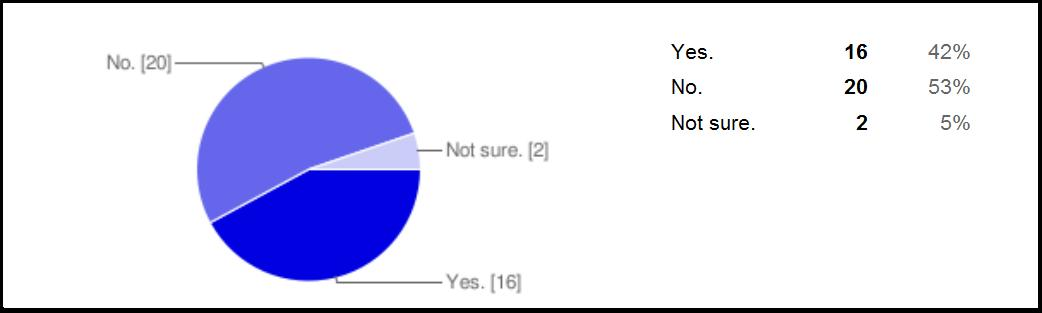 No. [20]
Not sure. [2]
Yes. [16]
Yes. 16 42%
No. 20 53%
Not sure. 2 5%